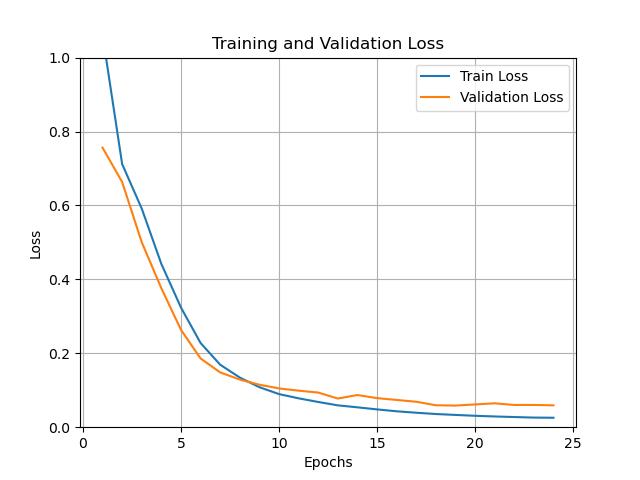 Training and Validation Loss
Train Loss
Validation Loss
1.0
0.8
0.6
0.4
0.2
0.0
Loss
0 5 10 15 20 25
Epochs